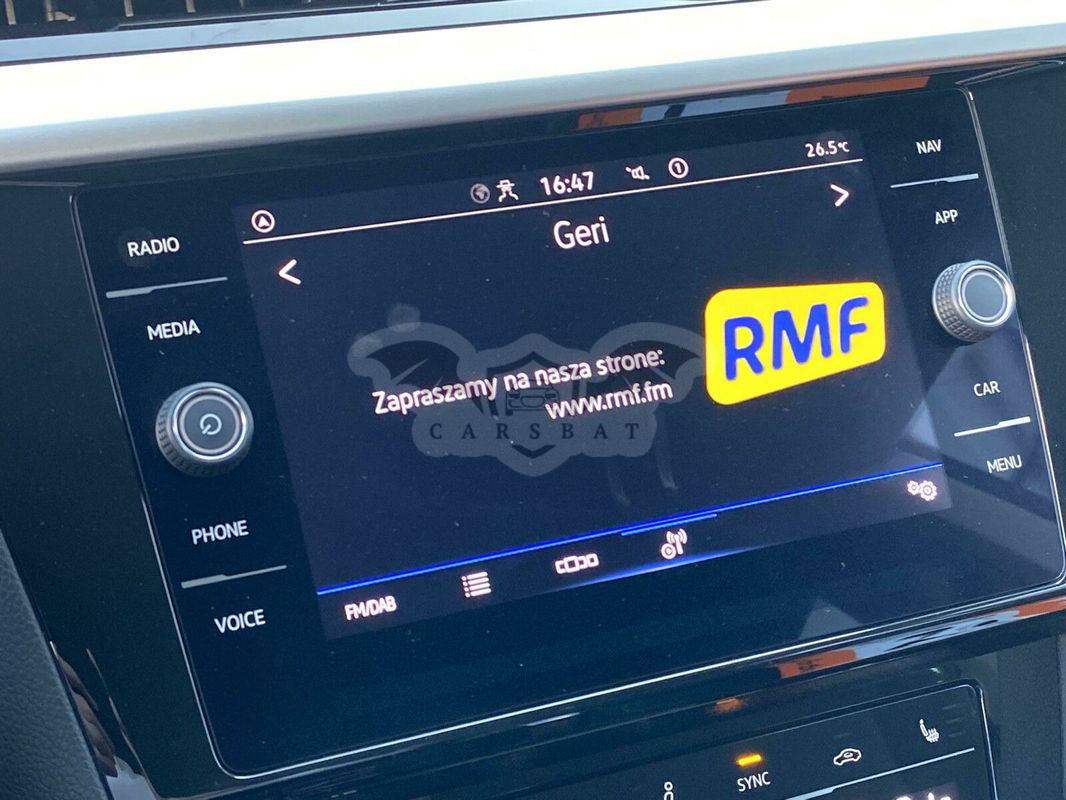 16:47
26.5°C
Geri
Zapraszamy na nasza strone:
www.rmf.fm
RMF
FM/DAB
RADIO
MEDIA
PHONE
VOICE
NAV
APP
CAR
MENU
CARSBAT
SYNC